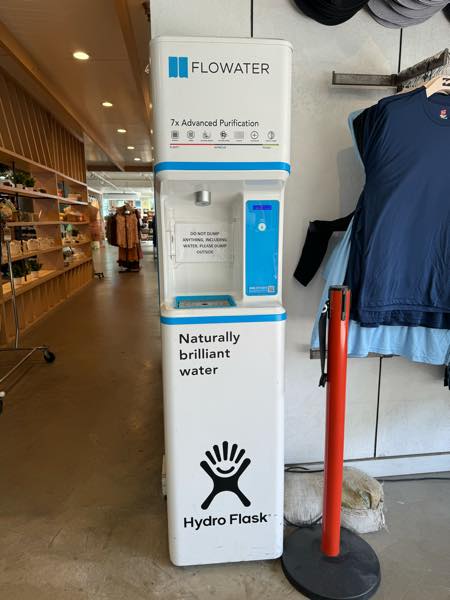 FLOWATER
7x Advanced Purification
DO NOT DUMP
ANYTHING, INCLUDING
WATER, PLEASE DUMP
OUTSIDE
Naturally
brilliant
water
Hydro Flask